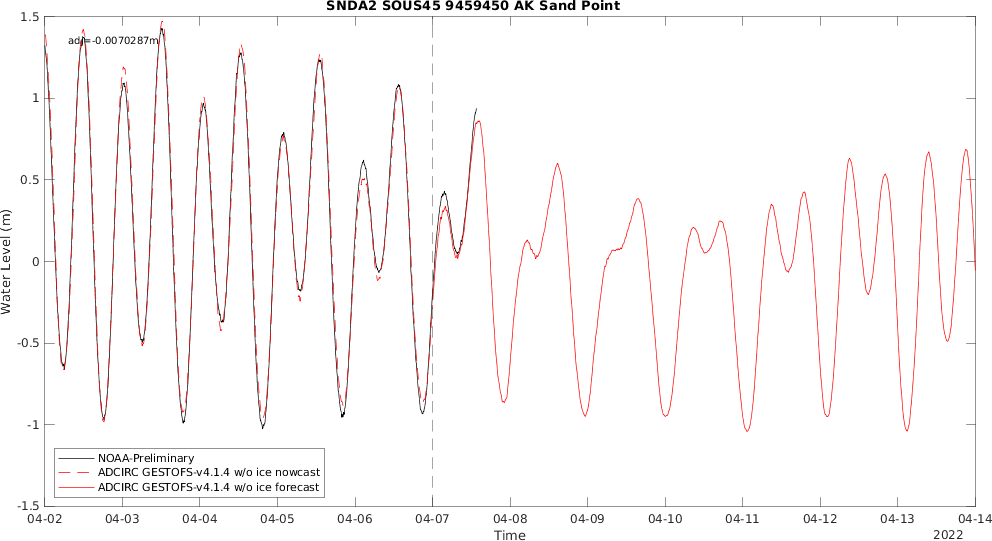 SNDA2 SOUS45 9459450 AK Sand Point
adj=-0.0070287m
1.5
1
0.5
0
-0.5
-1
-1.5
Water Level (m)
NOAA-Preliminary
ADCIRC GESTOFS-v4.1.4 w/o ice nowcast
ADCIRC GESTOFS-v4.1.4 w/o ice forecast
04-02 04-03 04-04 04-05 04-06 04-07 04-08 04-09 04-10 04-11 04-12 04-13 04-14
Time
2022